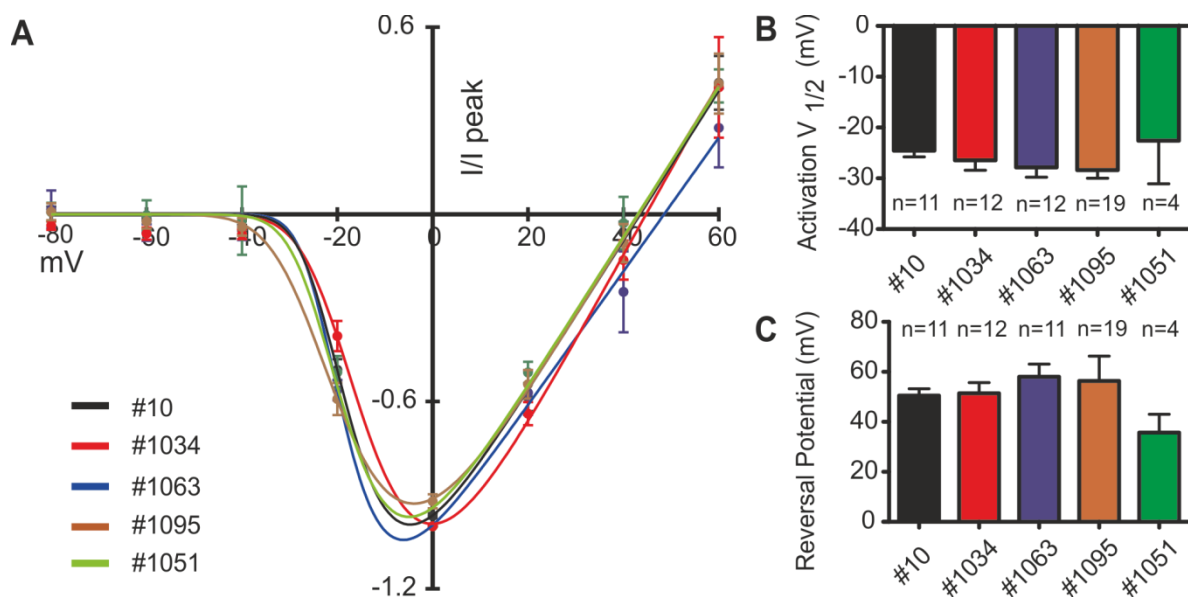 A
0.6
I/I peak
-80 -60 -40 -20 0 20 40 60
mV
-0.6
-1.2
#10
#1034
#1063
#1095
#1051
B
Activation V 1/2 (mV)
0
-10
-20
-30
-40
n=11 n=12 n=12 n=19 n=4
#10 #1034 #1063 #1095 #1051
C
Reversal Potential (mV)
80
60
40
20
0
n=11 n=12 n=11 n=19 n=4
#10 #1034 #1063 #1095 #1051